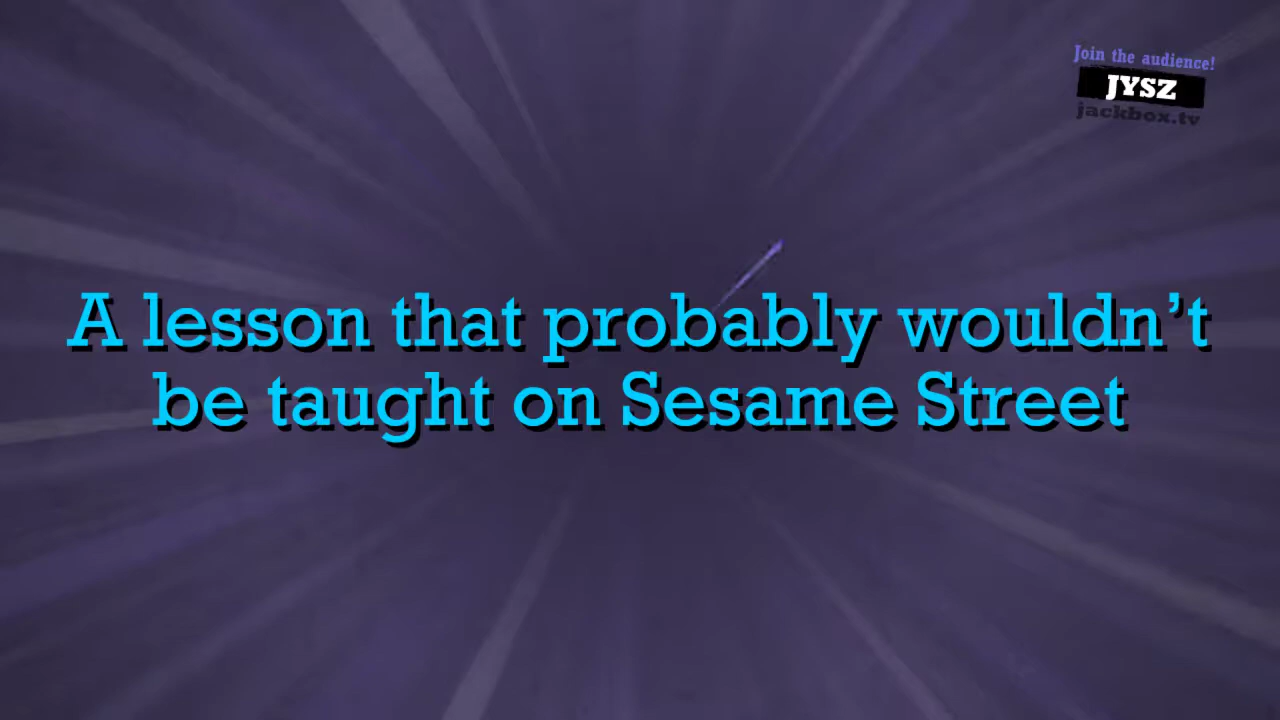 Join the audience!
JYSZ
jackbox.tv
A lesson that probably wouldn’t
be taught on Sesame Street